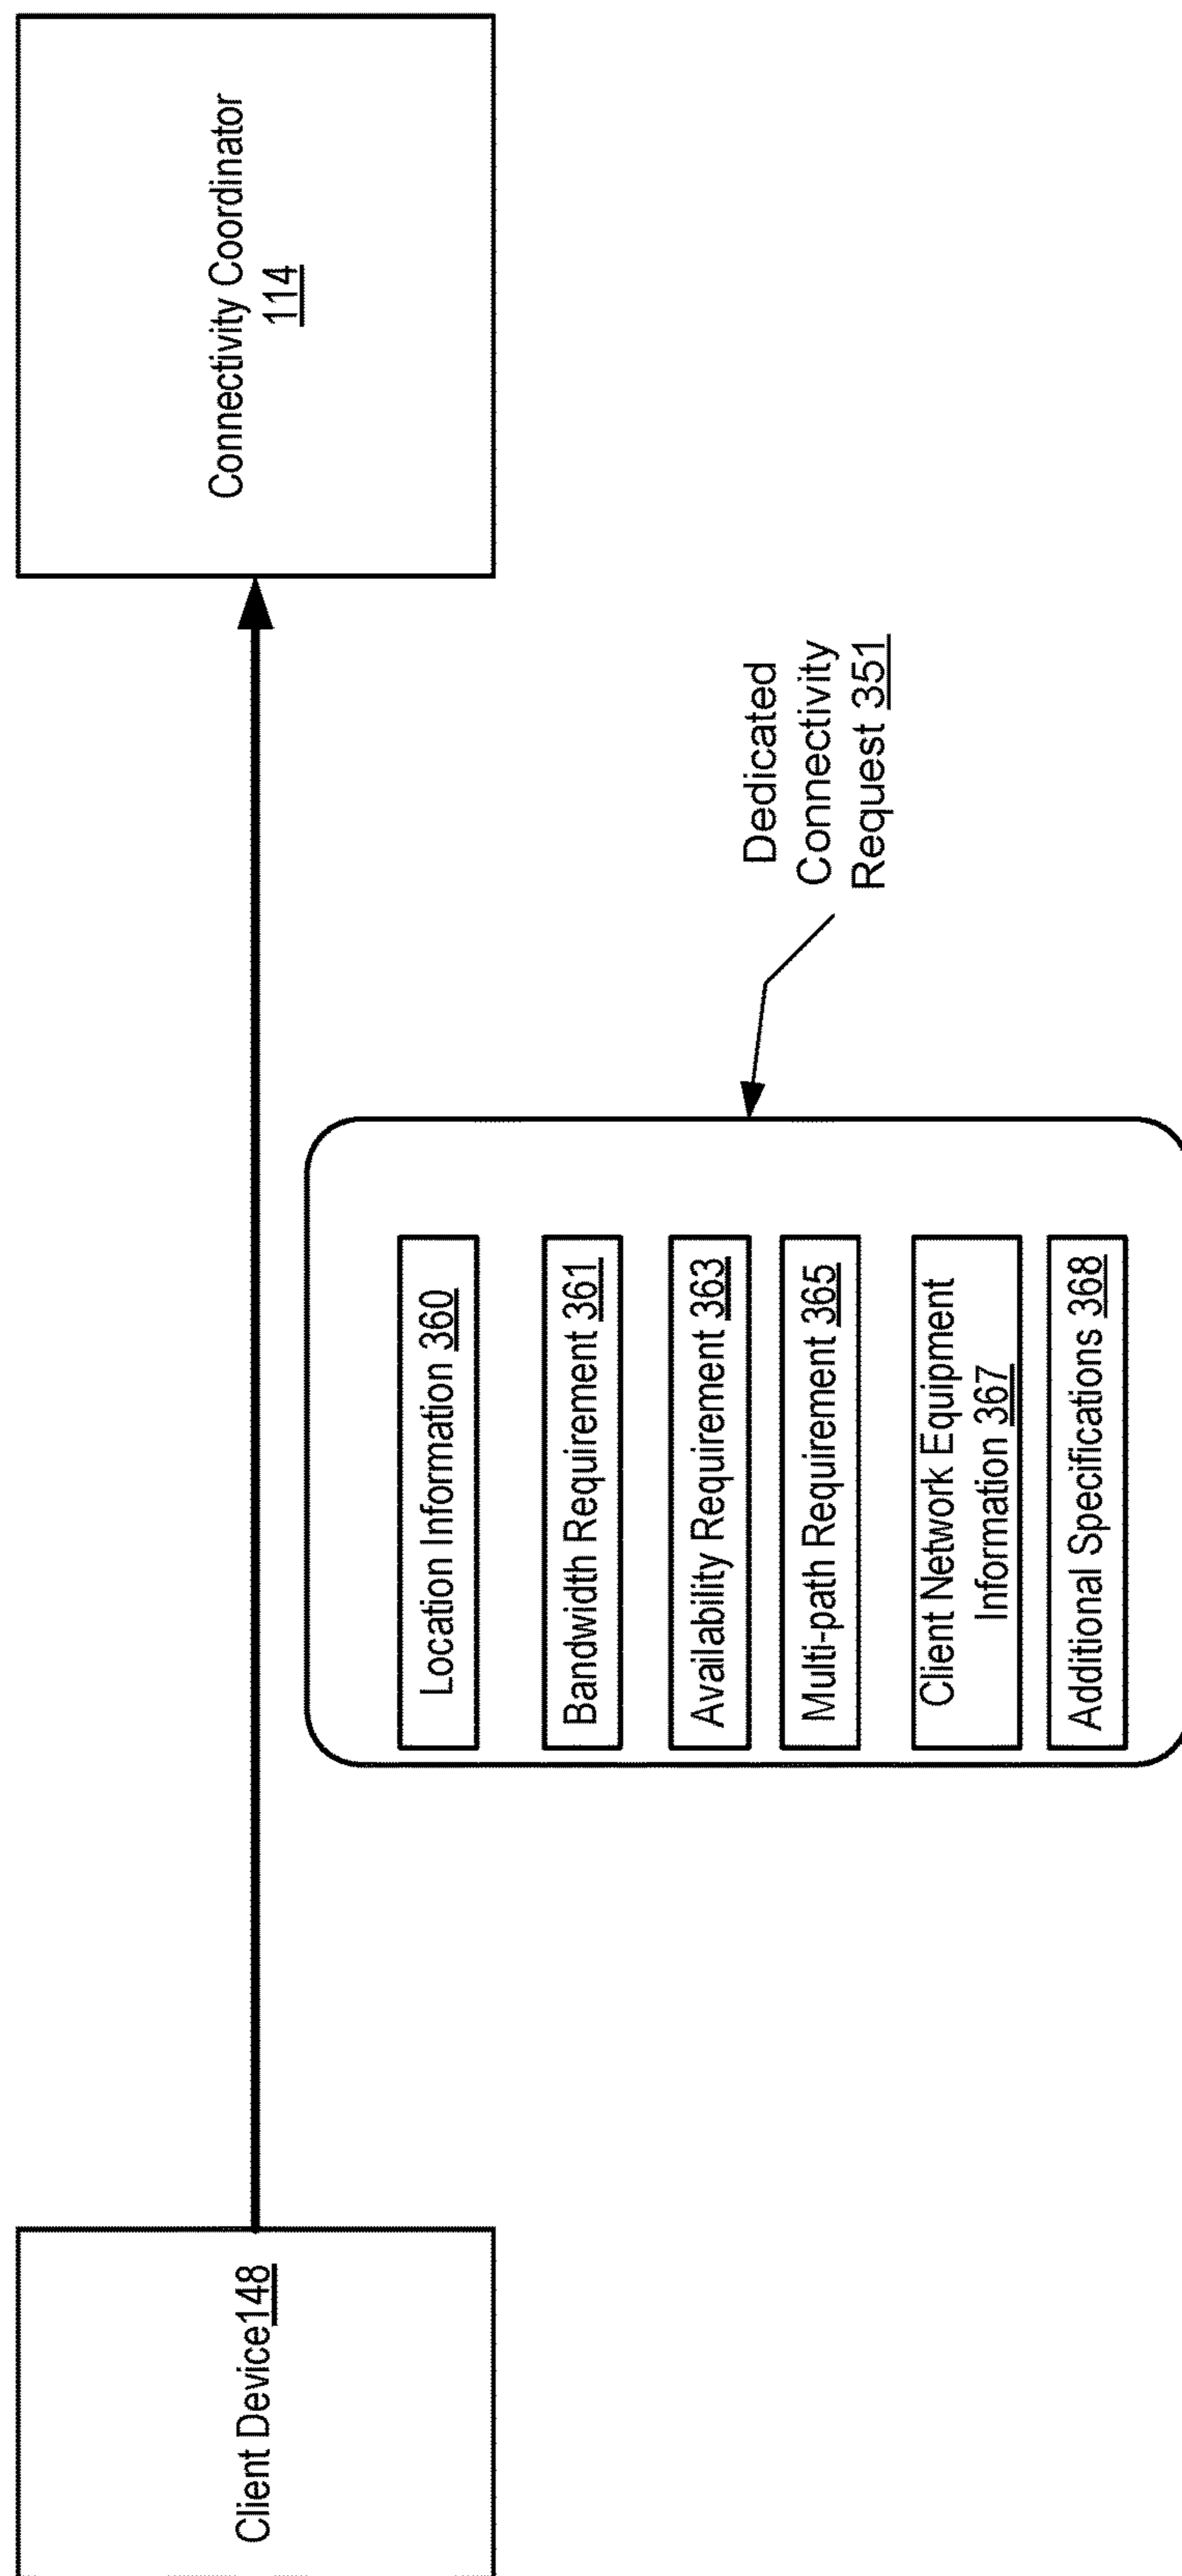 Client Device148
Connectivity Coordinator
114
Dedicated
Connectivity
Request 351
Location Information 360
Bandwidth Requirement 361
Availability Requirement 363
Multi-path Requirement 365
Client Network Equipment
Information 367
Additional Specifications 368